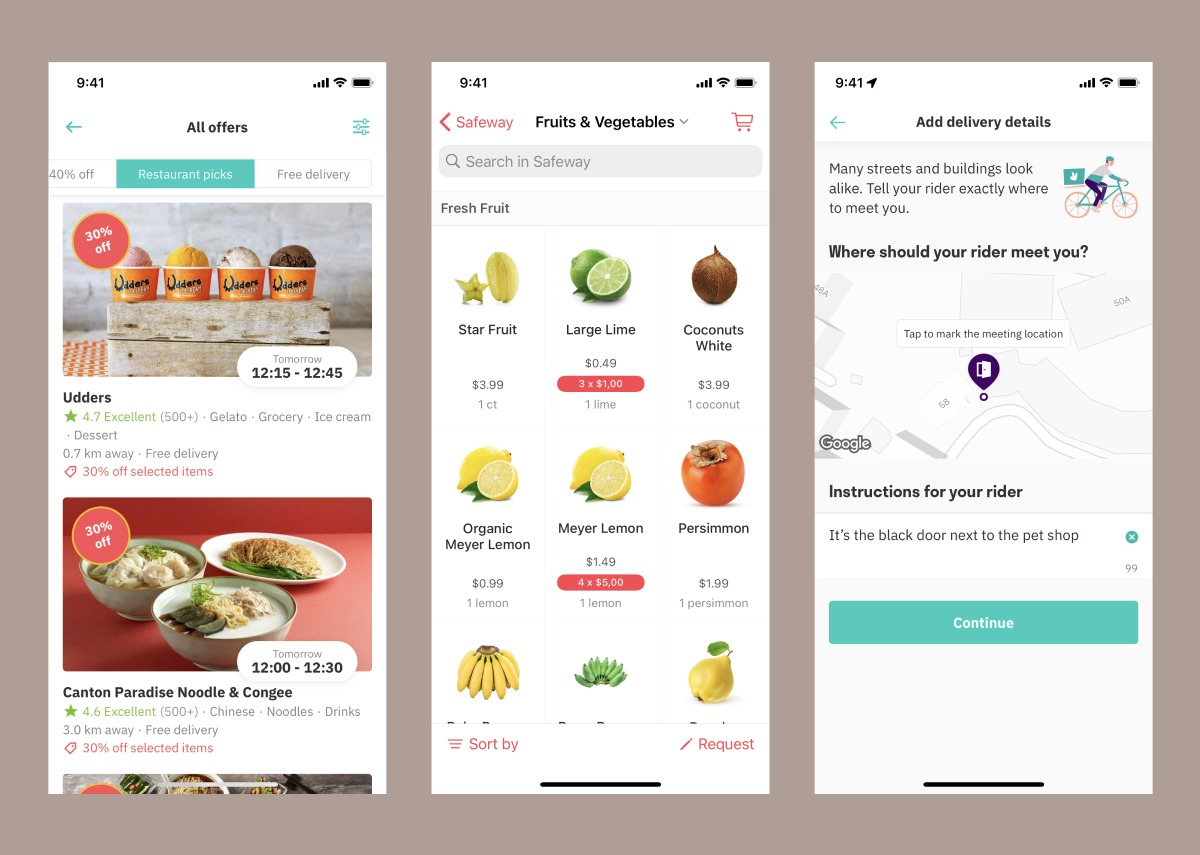 9:41
All offers
40% off
Restaurant picks
Free delivery
30%
off
Udders
Udders
Udders
Udders
Tomorrow
12:15 - 12:45
Udders
4.7 Excellent (500+) · Gelato · Grocery · Ice cream
· Dessert
0.7 km away · Free delivery
30% off selected items
30%
off
Tomorrow
12:00 - 12:30
Canton Paradise Noodle & Congee
4.6 Excellent (500+) · Chinese · Noodles · Drinks
3.0 km away · Free delivery
30% off selected items
9:41
Safeway
Fruits & Vegetables
Search in Safeway
Fresh Fruit
Star Fruit
$3.99
1 ct
Large Lime
$0.49
3 x $1,00
1 lime
Coconuts
White
$3.99
1 coconut
Organic
Meyer Lemon
$0.99
1 lemon
Meyer Lemon
$1.49
4 x $5,00
1 lemon
Persimmon
$1.99
1 persimmon
Sort by
Request
9:41
Add delivery details
Many streets and buildings look
alike. Tell your rider exactly where
to meet you.
Where should your rider meet you?
48A
50A
Tap to mark the meeting location
58
Google
Instructions for your rider
It’s the black door next to the pet shop
99
Continue